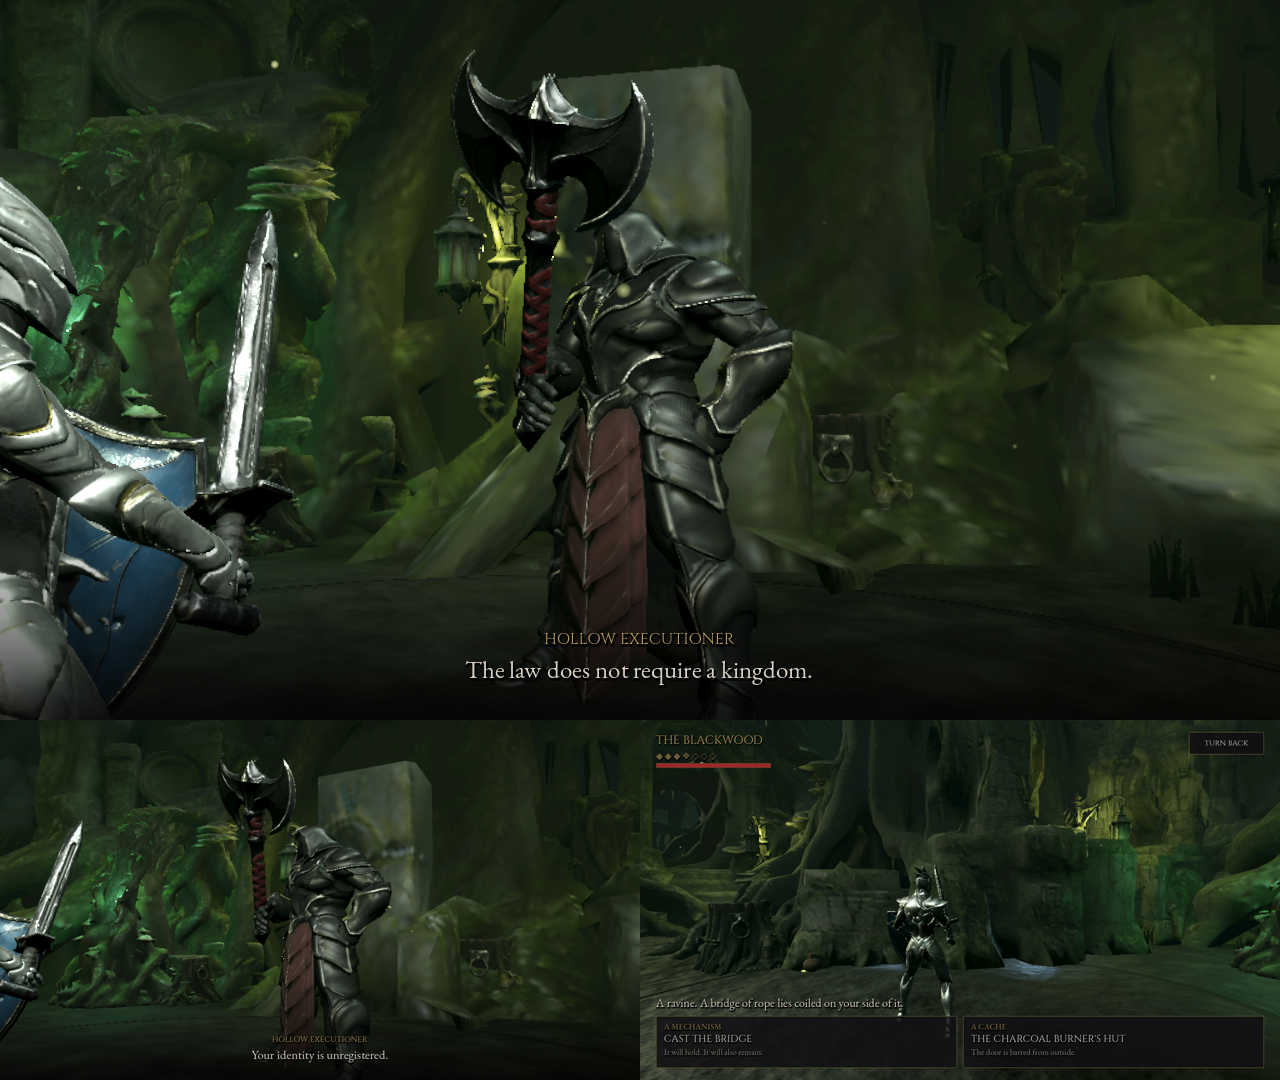 HOLLOW EXECUTIONER
The law does not require a kingdom.
HOLLOW EXECUTIONER
Your identity is unregistered.
THE BLACKWOOD
TURN BACK
A ravine. A bridge of rope lies coiled on your side of it.
A MECHANISM
CAST THE BRIDGE
It will hold. It will also remain.
A CACHE
THE CHARCOAL BURNER'S HUT
The door is barred from outside.